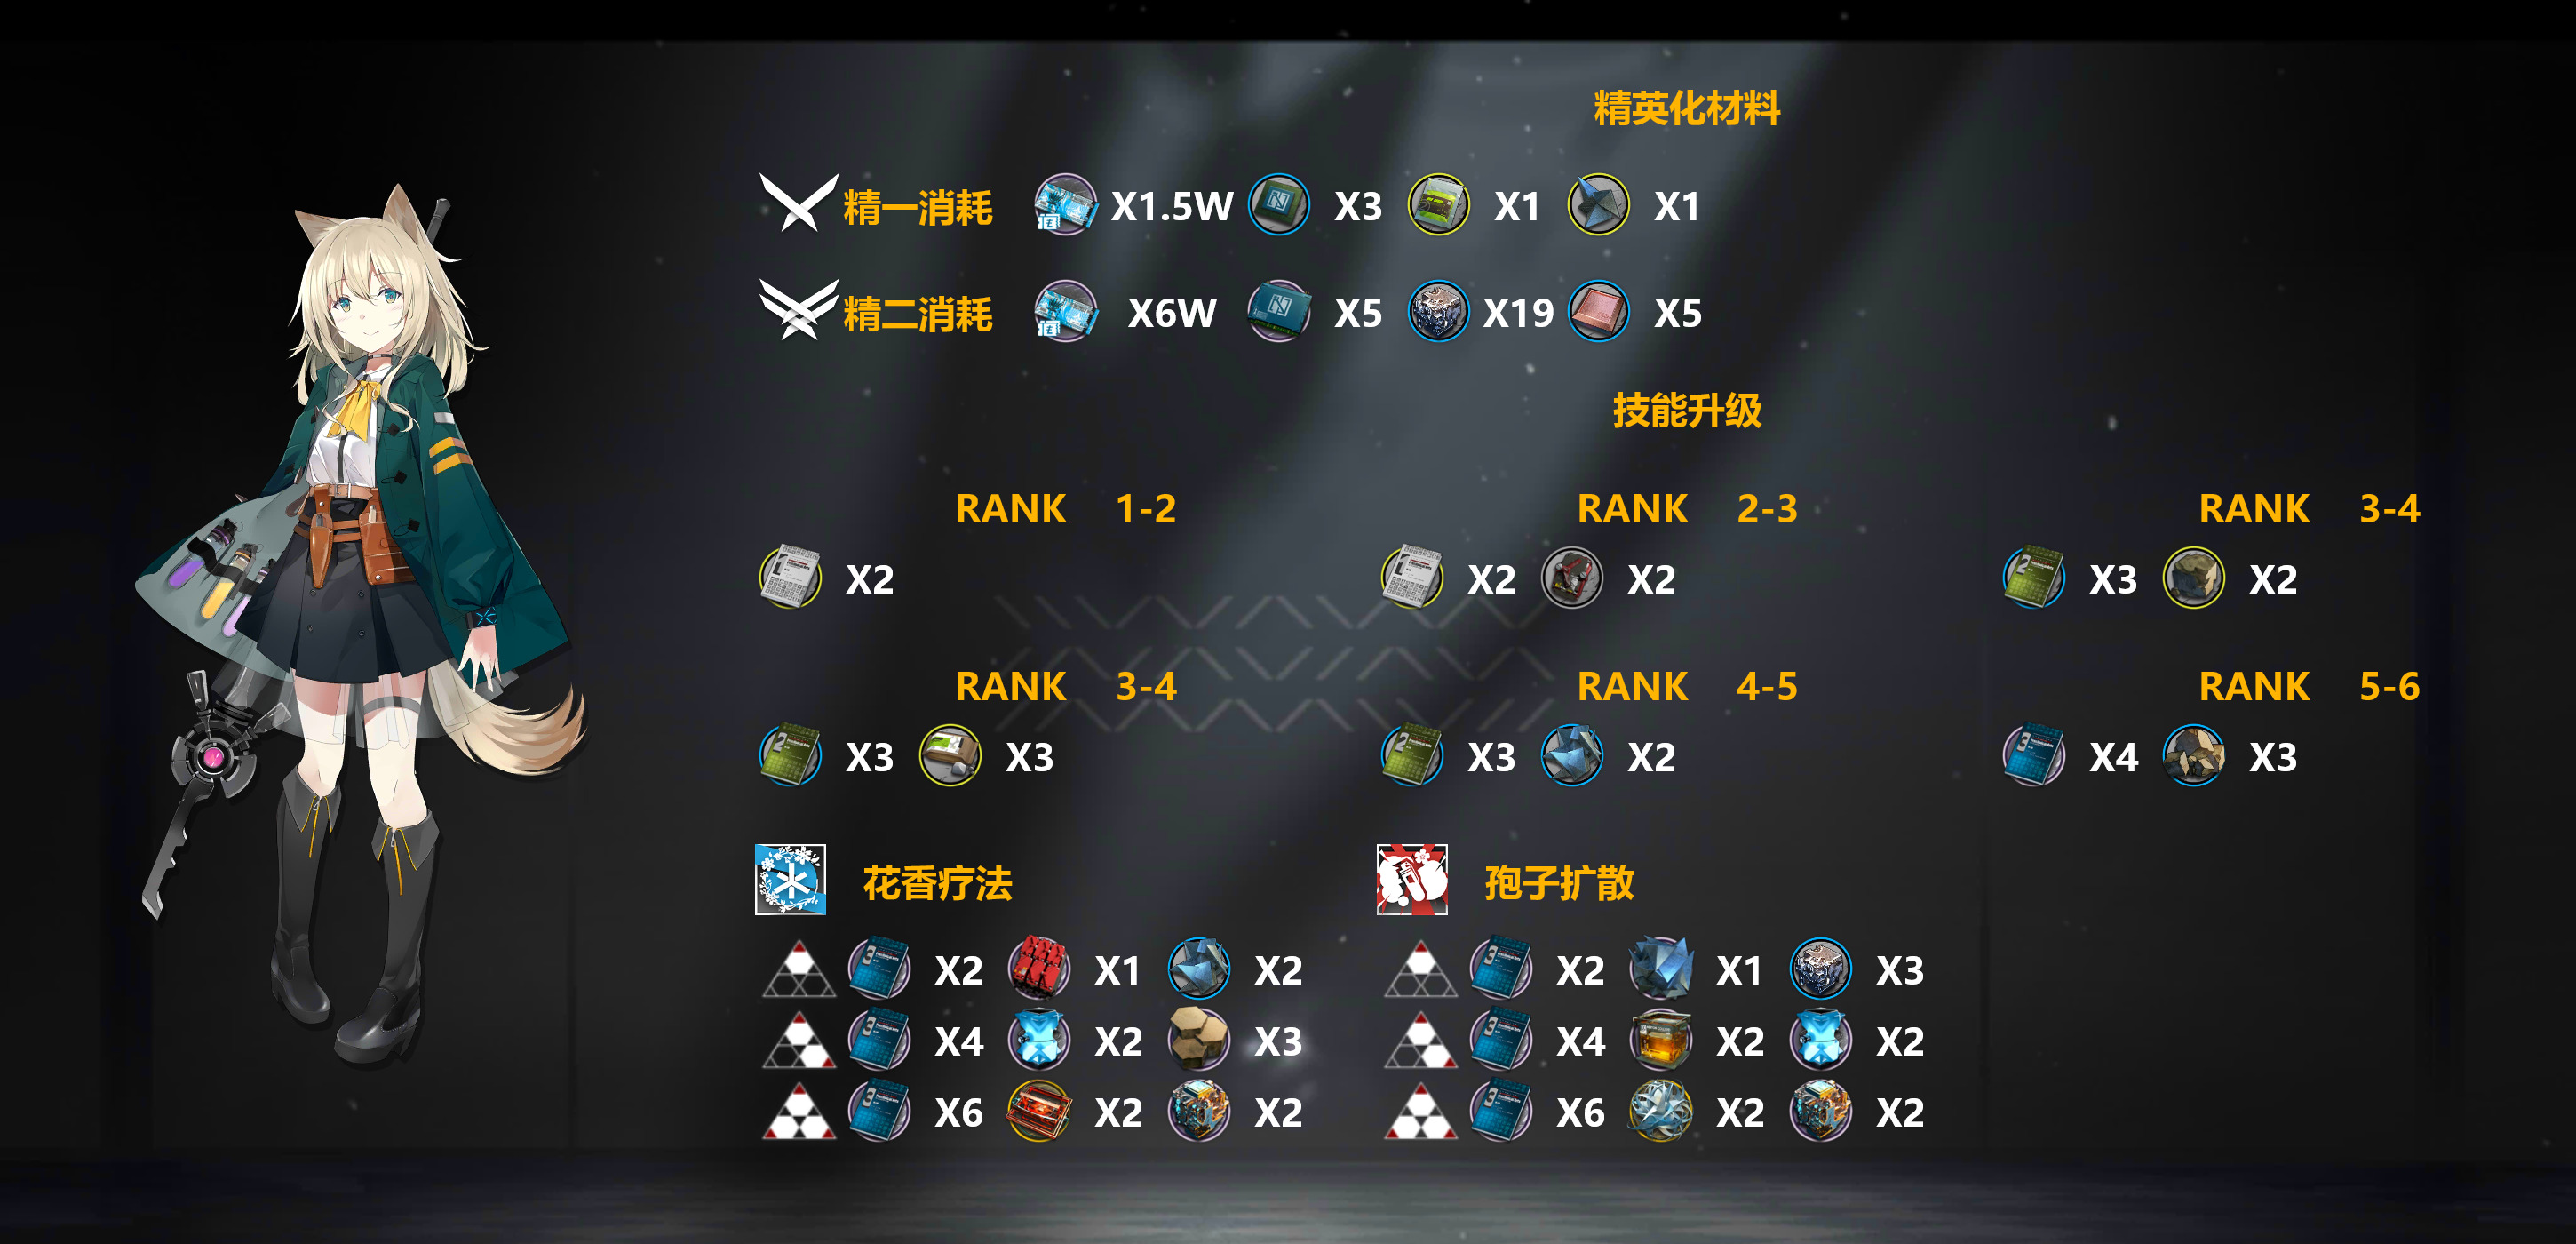 精英化材料
精一消耗 X1.5W X3 X1 X1
精二消耗 X6W X5 X19 X5
技能升级
RANK 1-2 RANK 2-3 RANK 3-4
X2 X2 X2 X3 X2
RANK 3-4 RANK 4-5 RANK 5-6
X3 X3 X3 X2 X4 X3
花香疗法 孢子扩散
X2 X1 X2 X2 X1 X3
X4 X2 X3 X4 X2 X2
X6 X2 X2 X6 X2 X2